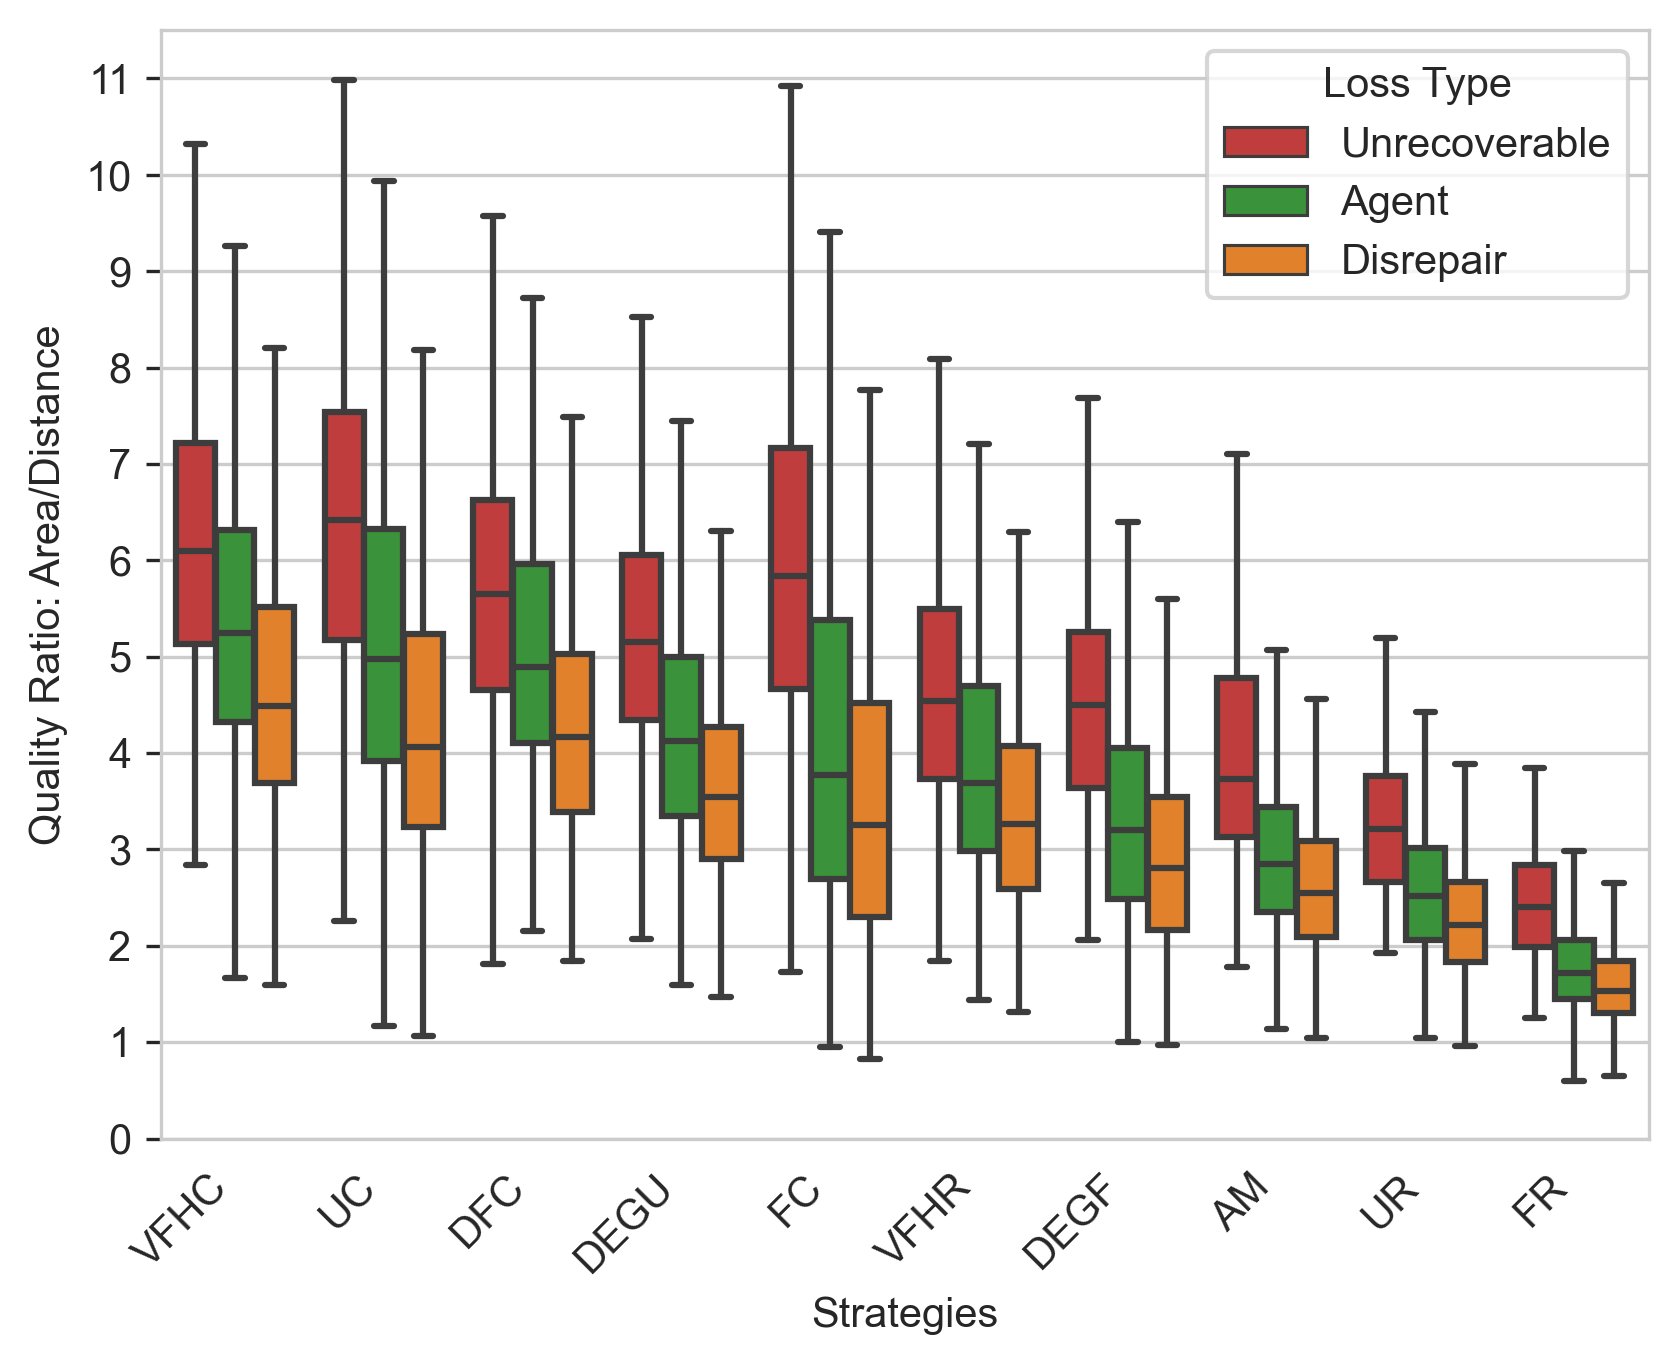 Loss Type
Unrecoverable
Agent
Disrepair
Quality Ratio: Area/Distance
11
10
9
8
7
6
5
4
3
2
1
0
VFHC UC DFC DEGU FC VFHR DEGF AM UR FR
Strategies